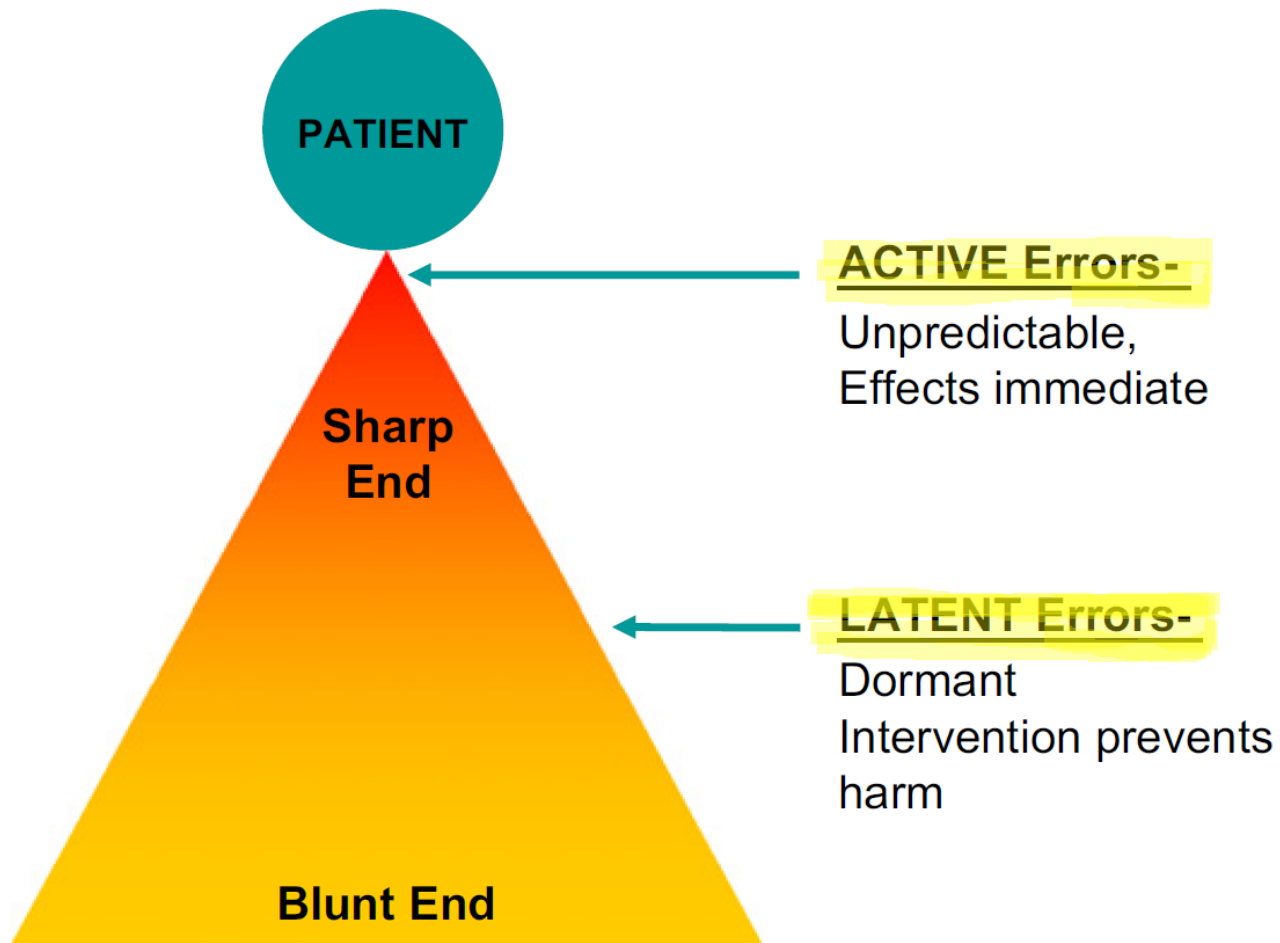 PATIENT
ACTIVE Errors-
Unpredictable,
Effects immediate
Sharp
End
LATENT Errors-
Dormant
Intervention prevents
harm
Blunt End